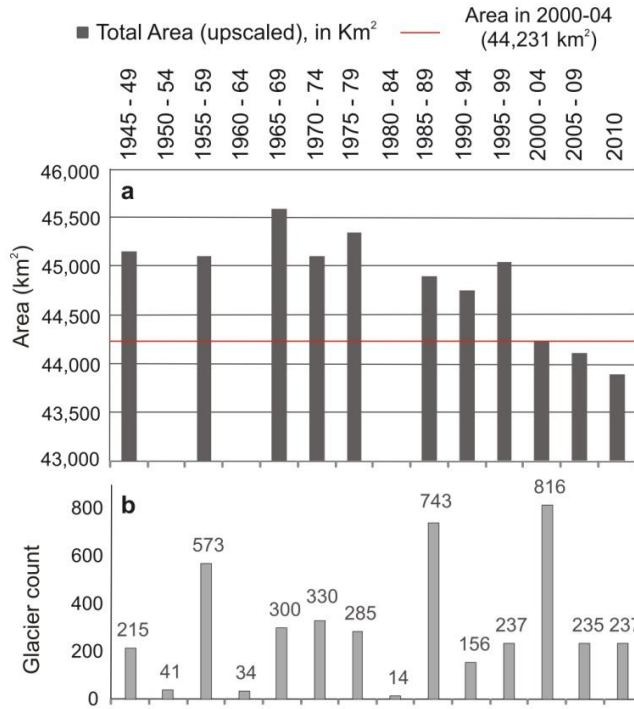 Total Area (upscaled), in Km²
Area in 2000-04
(44,231 km²)
1945 - 49
1950 - 54
1955 - 59
1960 - 64
1965 - 69
1970 - 74
1975 - 79
1980 - 84
1985 - 89
1990 - 94
1995 - 99
2000 - 04
2005 - 09
2010
a
Area (km²)
46,000
45,500
45,000
44,500
44,000
43,500
43,000
b
Glacier count
800
600
400
200
0
215
41
573
34
300
330
285
14
743
156
237
816
235
237